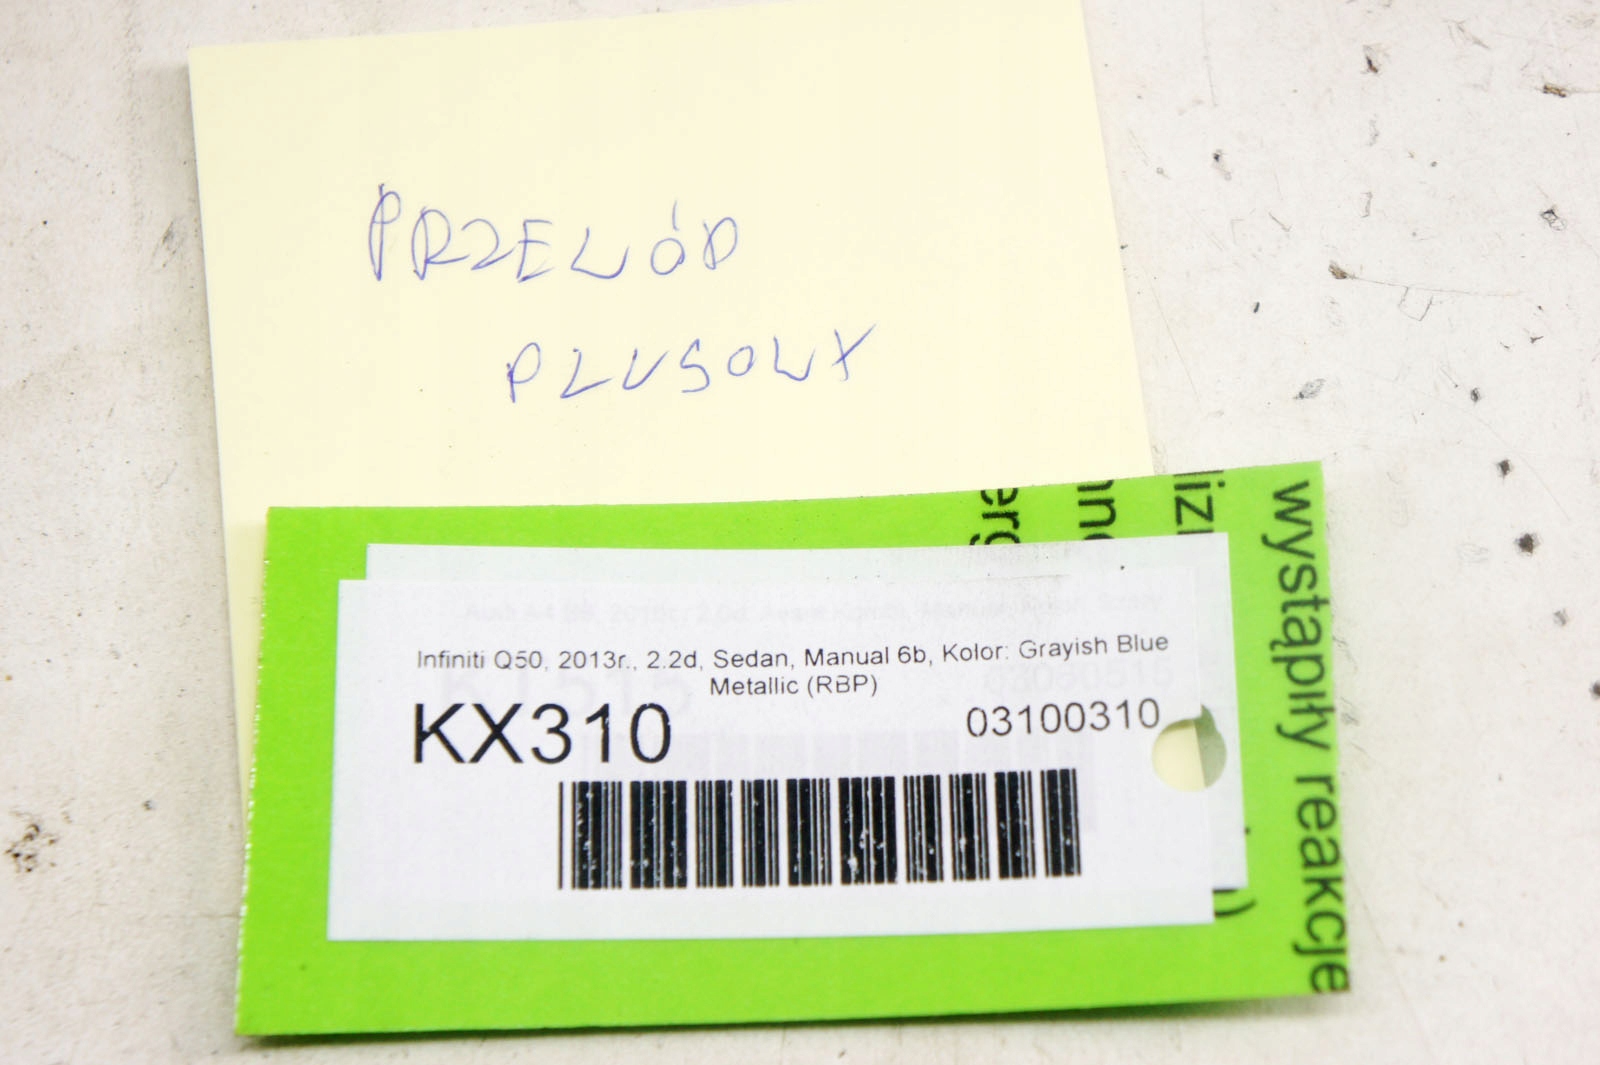 PRZEWÓD
PLUSOWY
Infiniti Q50, 2013r., 2.2d, Sedan, Manual 6b, Kolor: Grayish Blue
Metallic (RBP)
KX310
03100310
wystąpiły reakcje